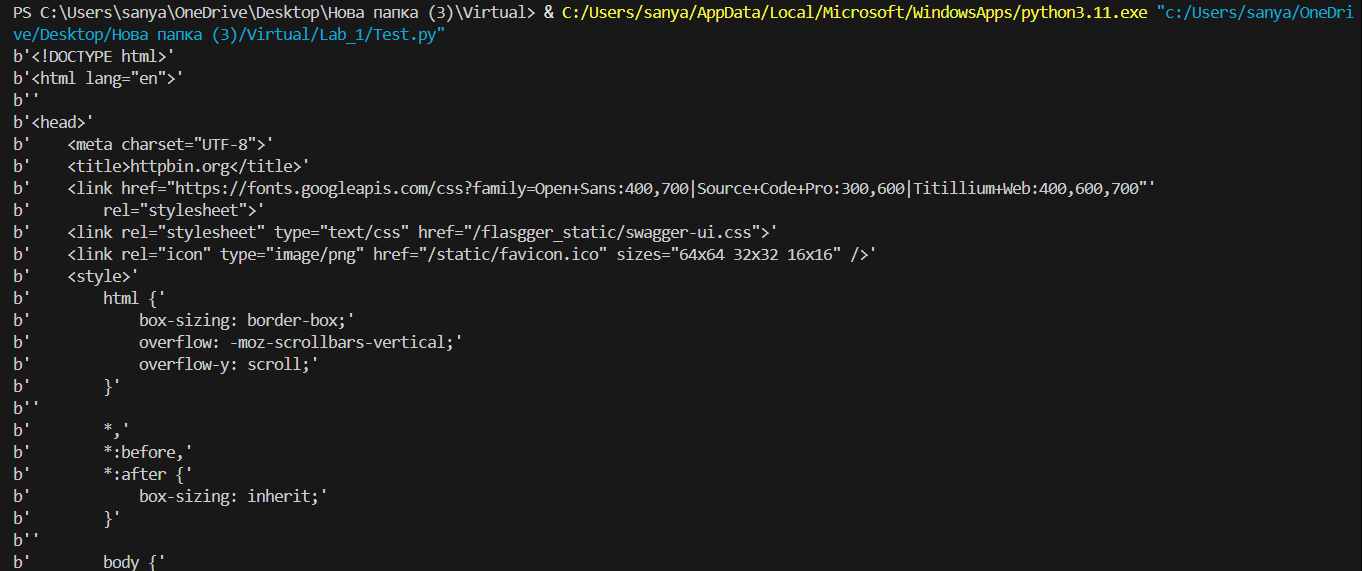 PS C:\Users\sanya\OneDrive\Desktop\Нова папка (3)\Virtual> & C:/Users/sanya/AppData/Local/Microsoft/WindowsApps/python3.11.exe "c:/Users/sanya/OneDri
ve/Desktop/Нова папка (3)/Virtual/Lab_1/Test.py"
b'<!DOCTYPE html>'
b'<html lang="en">'
b''
b'<head>'
b'    <meta charset="UTF-8">'
b'    <title>httpbin.org</title>'
b'    <link href="https://fonts.googleapis.com/css?family=Open+Sans:400,700|Source+Code+Pro:300,600|Titillium+Web:400,600,700"'
b'        rel="stylesheet">'
b'    <link rel="stylesheet" type="text/css" href="/flasgger_static/swagger-ui.css">'
b'    <link rel="icon" type="image/png" href="/static/favicon.ico" sizes="64x64 32x32 16x16" />'
b'    <style>'
b'        html {'
b'            box-sizing: border-box;'
b'            overflow: -moz-scrollbars-vertical;'
b'            overflow-y: scroll;'
b'        }'
b''
b'        *,'
b'        *:before,'
b'        *:after {'
b'            box-sizing: inherit;'
b'        }'
b''
b'        body {'